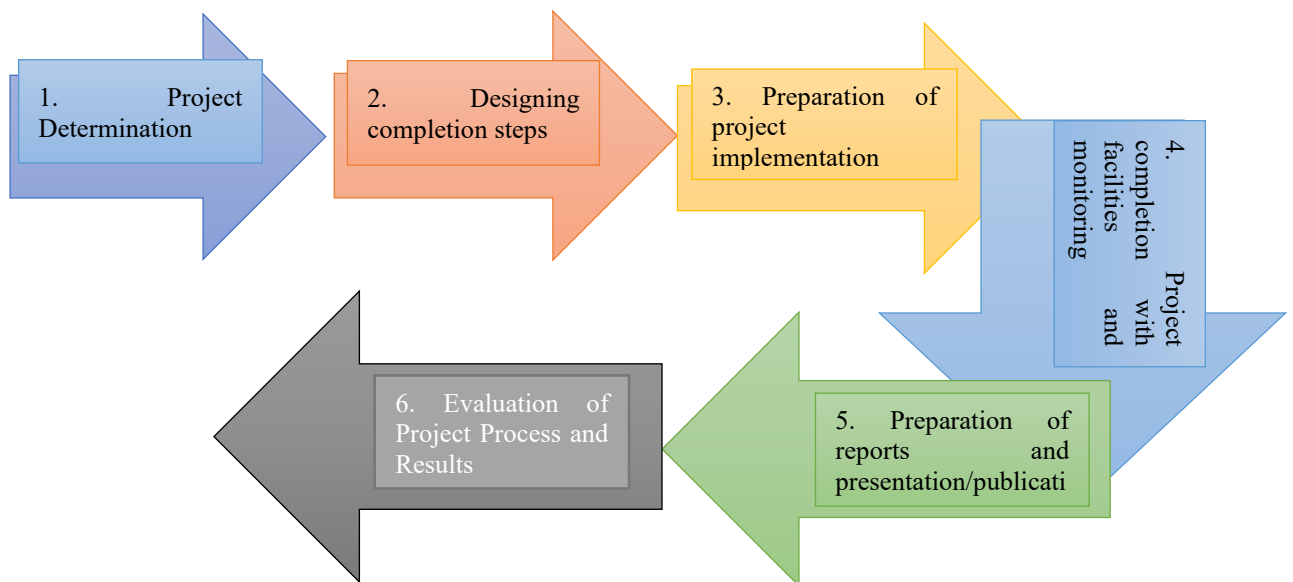 1. Project
Determination
2. Designing
completion steps
3. Preparation of
project
implementation
4. Project
completion with
facilities and
monitoring
5. Preparation of
reports and
presentation/publicati
6. Evaluation of
Project Process and
Results